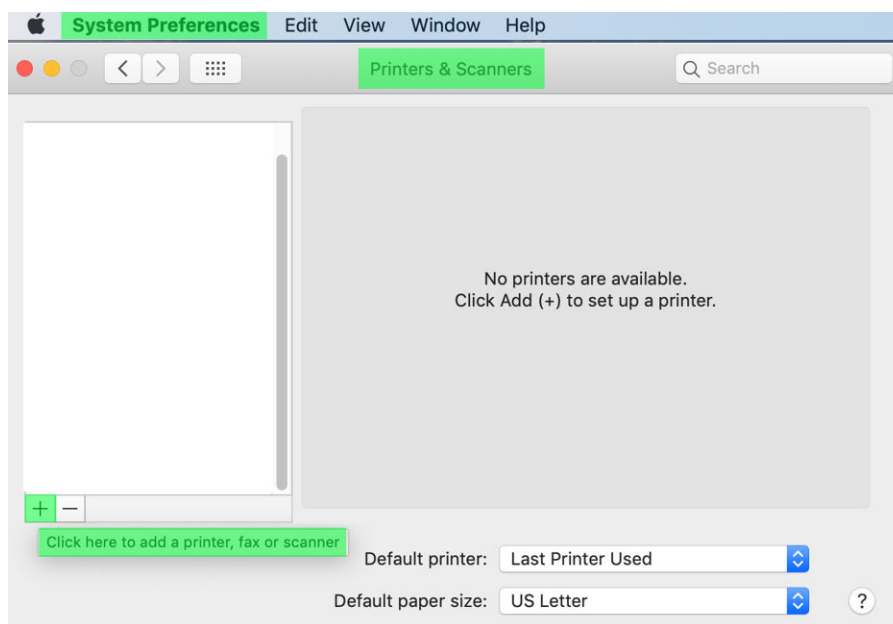 System Preferences Edit View Window Help
Printers & Scanners
Search
No printers are available.
Click Add (+) to set up a printer.
+ −
Click here to add a printer, fax or scanner
Default printer: Last Printer Used
Default paper size: US Letter
?